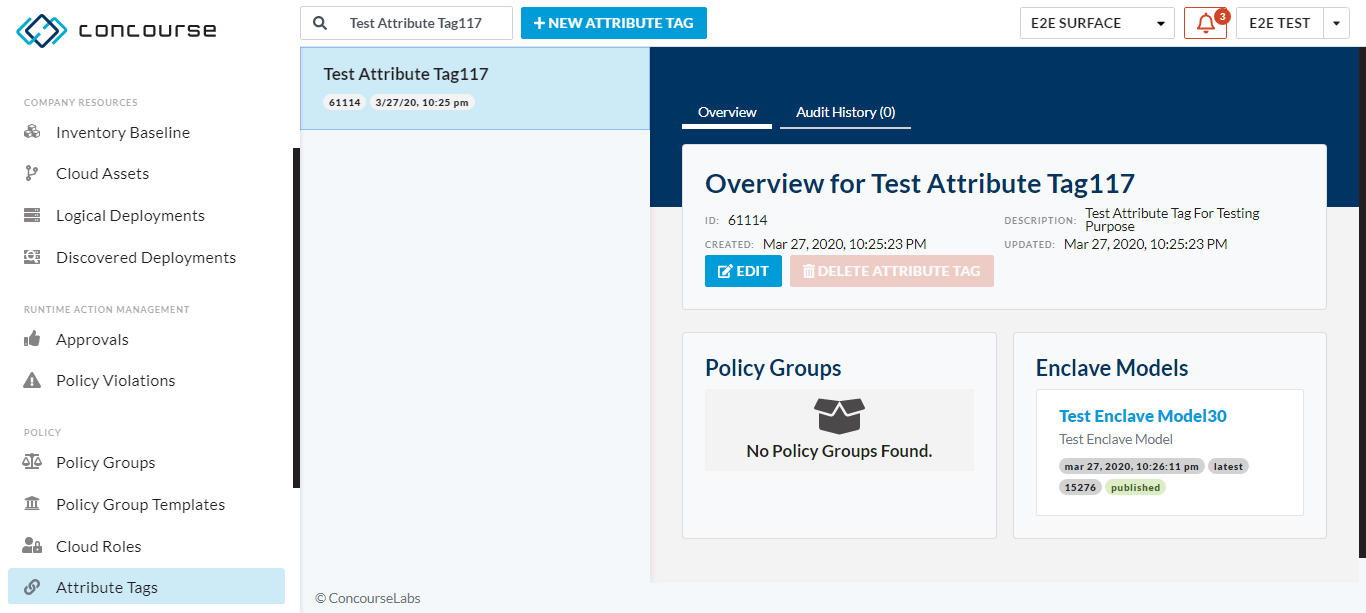 concourse
Test Attribute Tag117
NEW ATTRIBUTE TAG
E2E SURFACE
3
E2E TEST
COMPANY RESOURCES
Inventory Baseline
Cloud Assets
Logical Deployments
Discovered Deployments
RUNTIME ACTION MANAGEMENT
Approvals
Policy Violations
POLICY
Policy Groups
Policy Group Templates
Cloud Roles
Attribute Tags
Test Attribute Tag117
61114 3/27/20, 10:25 pm
Overview Audit History (0)
Overview for Test Attribute Tag117
ID: 61114
DESCRIPTION: Test Attribute Tag For Testing
Purpose
CREATED: Mar 27, 2020, 10:25:23 PM
UPDATED: Mar 27, 2020, 10:25:23 PM
EDIT
DELETE ATTRIBUTE TAG
Policy Groups
No Policy Groups Found.
Enclave Models
Test Enclave Model30
Test Enclave Model
mar 27, 2020, 10:26:11 pm latest
15276 published
© ConcourseLabs